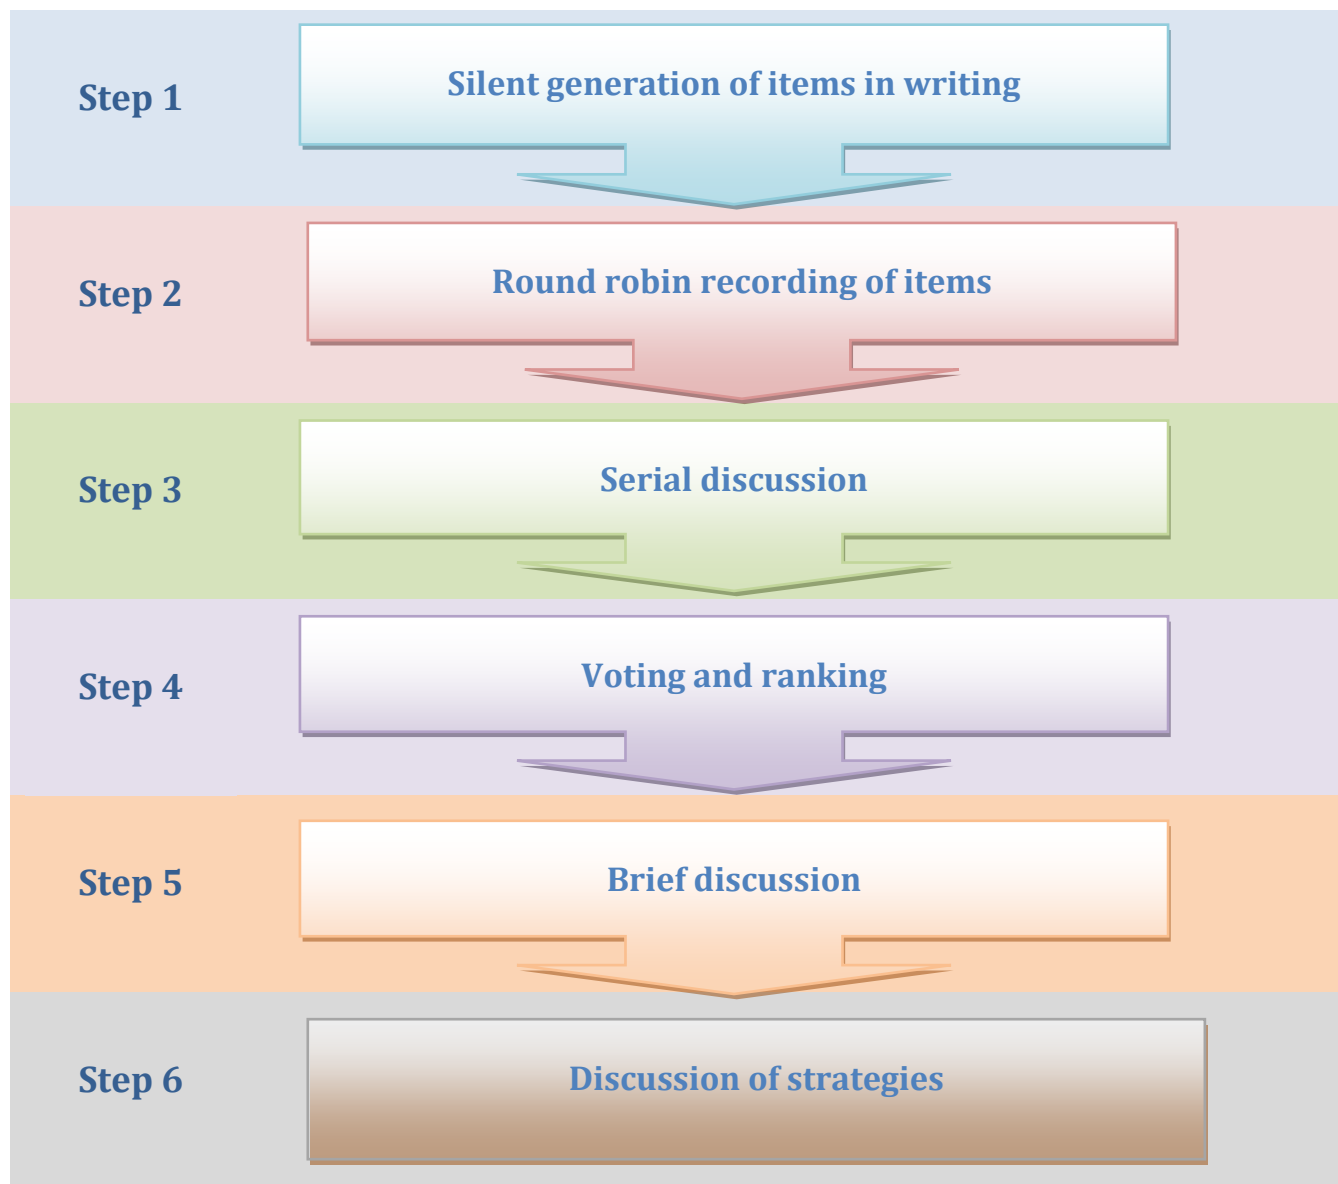 Step 1
Silent generation of items in writing
Step 2
Round robin recording of items
Step 3
Serial discussion
Step 4
Voting and ranking
Step 5
Brief discussion
Step 6
Discussion of strategies